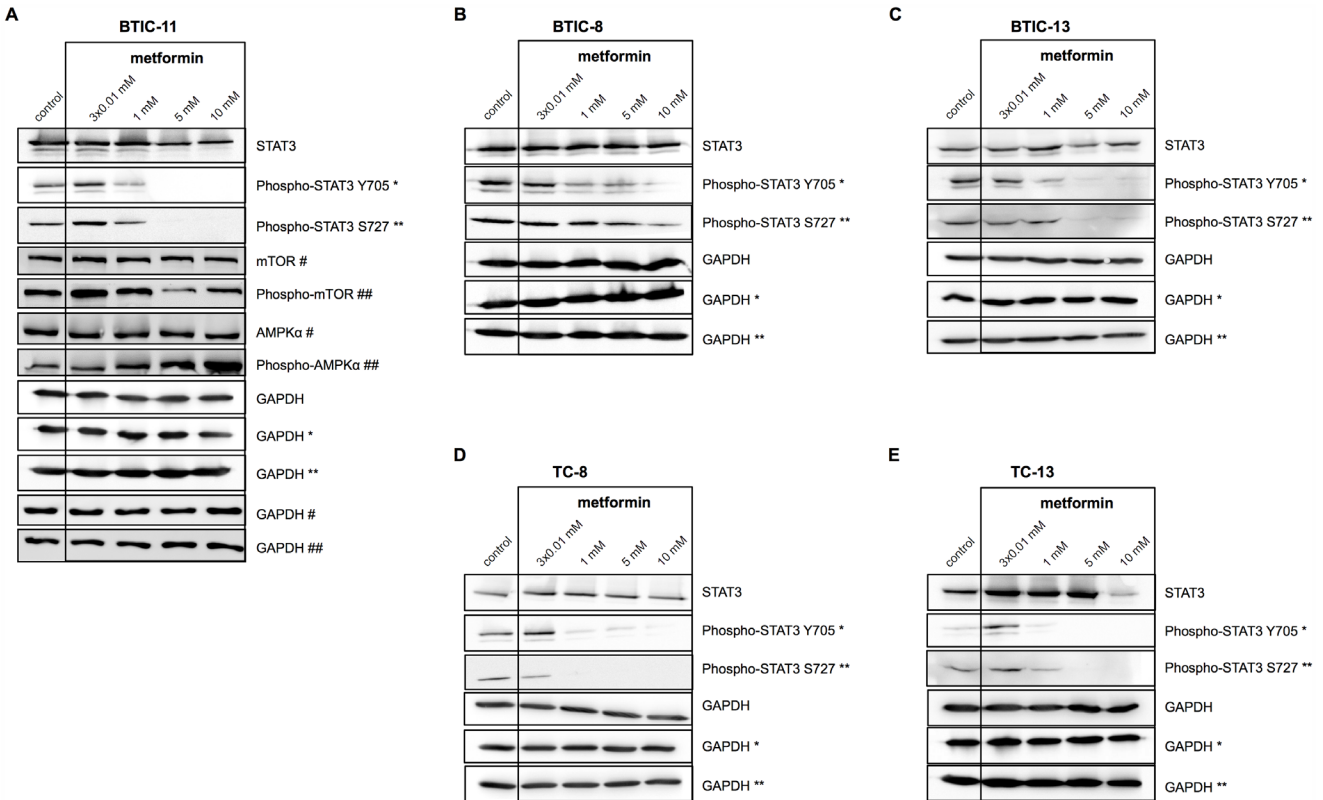 A
BTIC-11
metformin
control
3x0.01 mM
1 mM
5 mM
10 mM
STAT3
Phospho-STAT3 Y705 *
Phospho-STAT3 S727 **
mTOR #
Phospho-mTOR ##
AMPKα #
Phospho-AMPKα ##
GAPDH
GAPDH *
GAPDH **
GAPDH #
GAPDH ##
B
BTIC-8
metformin
control
3x0.01 mM
1 mM
5 mM
10 mM
STAT3
Phospho-STAT3 Y705 *
Phospho-STAT3 S727 **
GAPDH
GAPDH *
GAPDH **
C
BTIC-13
metformin
control
3x0.01 mM
1 mM
5 mM
10 mM
STAT3
Phospho-STAT3 Y705 *
Phospho-STAT3 S727 **
GAPDH
GAPDH *
GAPDH **
D
TC-8
metformin
control
3x0.01 mM
1 mM
5 mM
10 mM
STAT3
Phospho-STAT3 Y705 *
Phospho-STAT3 S727 **
GAPDH
GAPDH *
GAPDH **
E
TC-13
metformin
control
3x0.01 mM
1 mM
5 mM
10 mM
STAT3
Phospho-STAT3 Y705 *
Phospho-STAT3 S727 **
GAPDH
GAPDH *
GAPDH **